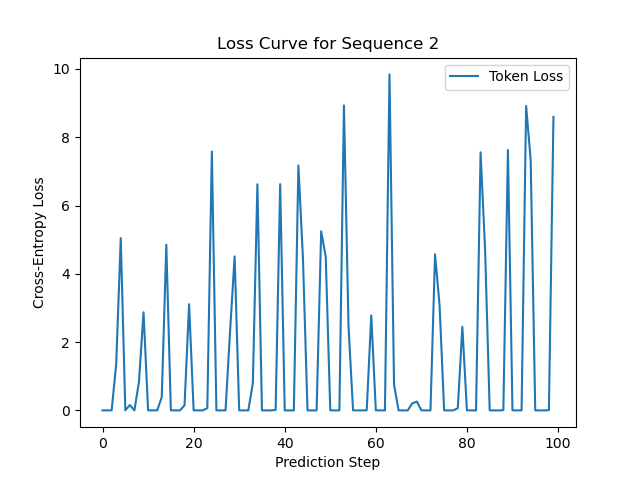 Loss Curve for Sequence 2
Token Loss
Cross-Entropy Loss
10
8
6
4
2
0
0 20 40 60 80 100
Prediction Step